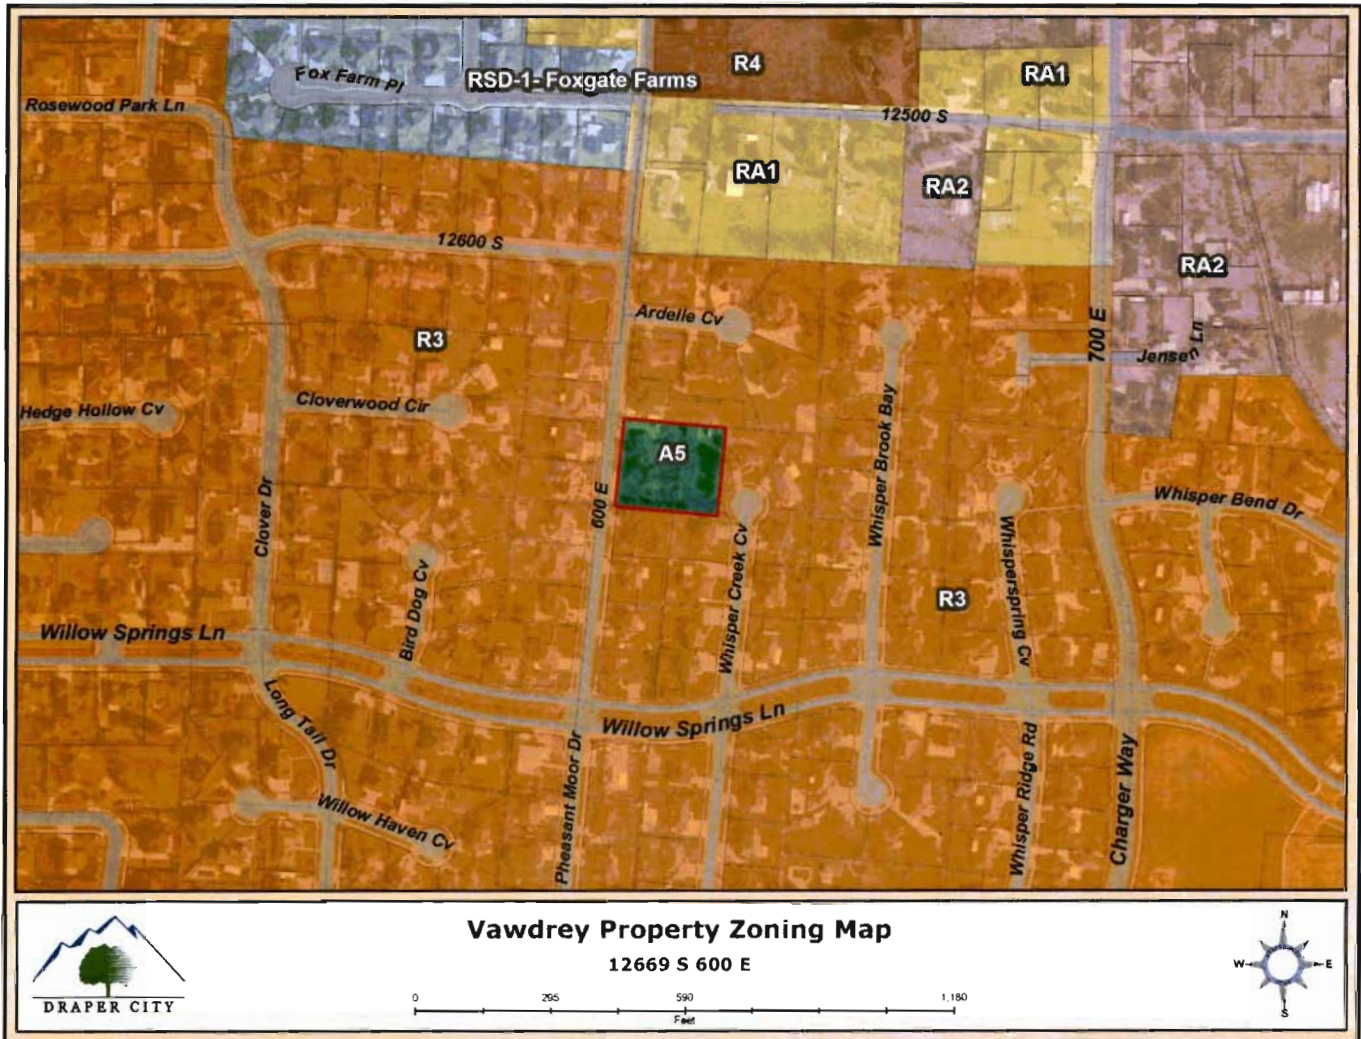 Fox Farm Pl
RSD-1- Foxgate Farms
R4
RA1
Rosewood Park Ln
12500 S
RA1
RA2
12600 S
RA2
Ardelle Cv
R3
700 E
Jensen Ln
Hedge Hollow Cv
Cloverwood Cir
Whisper Brook Bay
A5
Clover Dr
600 E
Whisper Bend Dr
Bird Dog Cv
Whisper Creek Cv
R3
Whisperspring Cv
Willow Springs Ln
Long Tail Dr
Willow Springs Ln
Pheasant Moor Dr
Whisper Ridge Rd
Charger Way
Willow Haven Cv
Vawdrey Property Zoning Map
12669 S 600 E
DRAPER CITY
0 295 590 1,180
Feet
N
W E
S